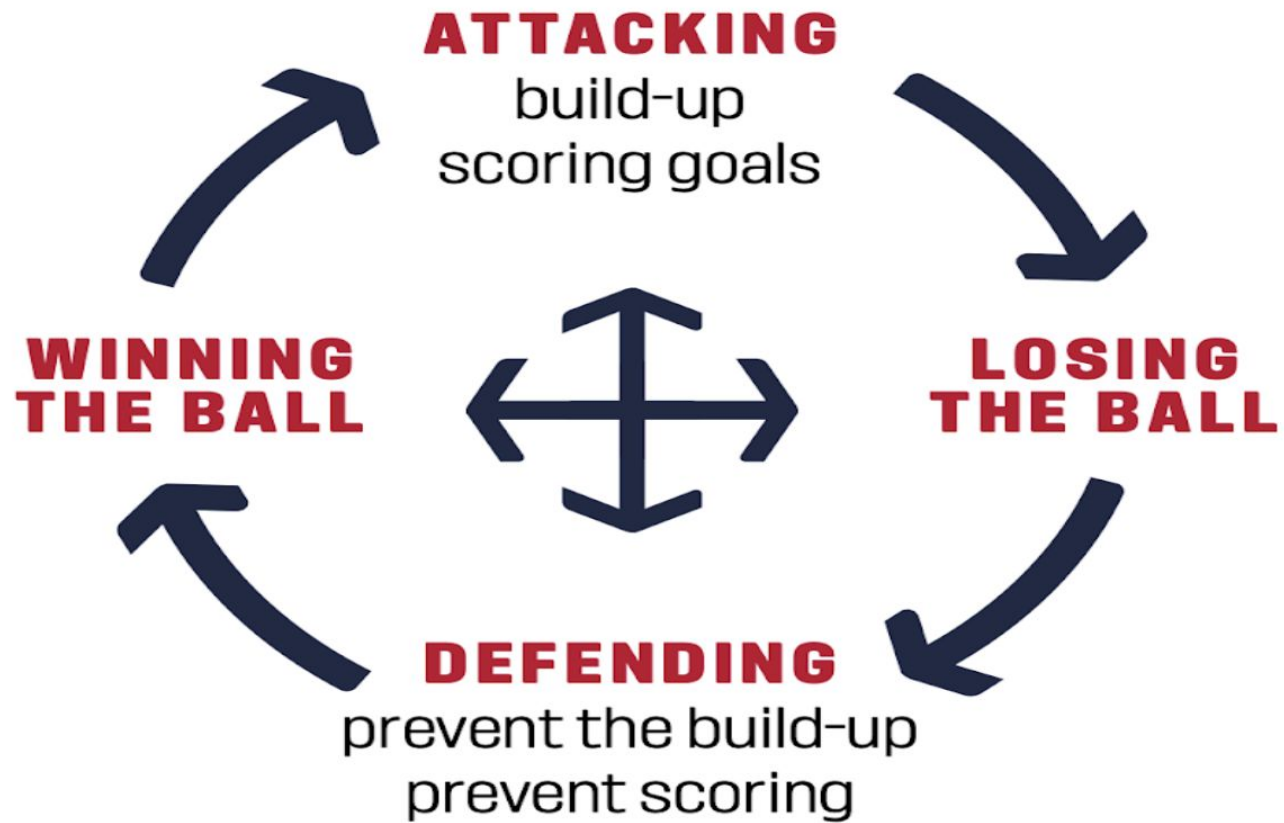 ATTACKING
build-up
scoring goals
WINNING
THE BALL
LOSING
THE BALL
DEFENDING
prevent the build-up
prevent scoring